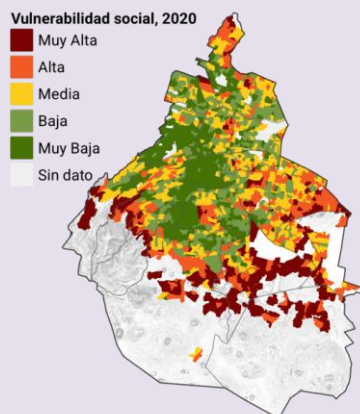 Vulnerabilidad social, 2020
Muy Alta
Alta
Media
Baja
Muy Baja
Sin dato